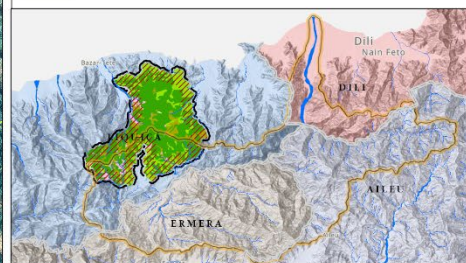 Dili
Nain Feto
Bazartete
DILI
LIQUIÇA
AILEU
ERMERA